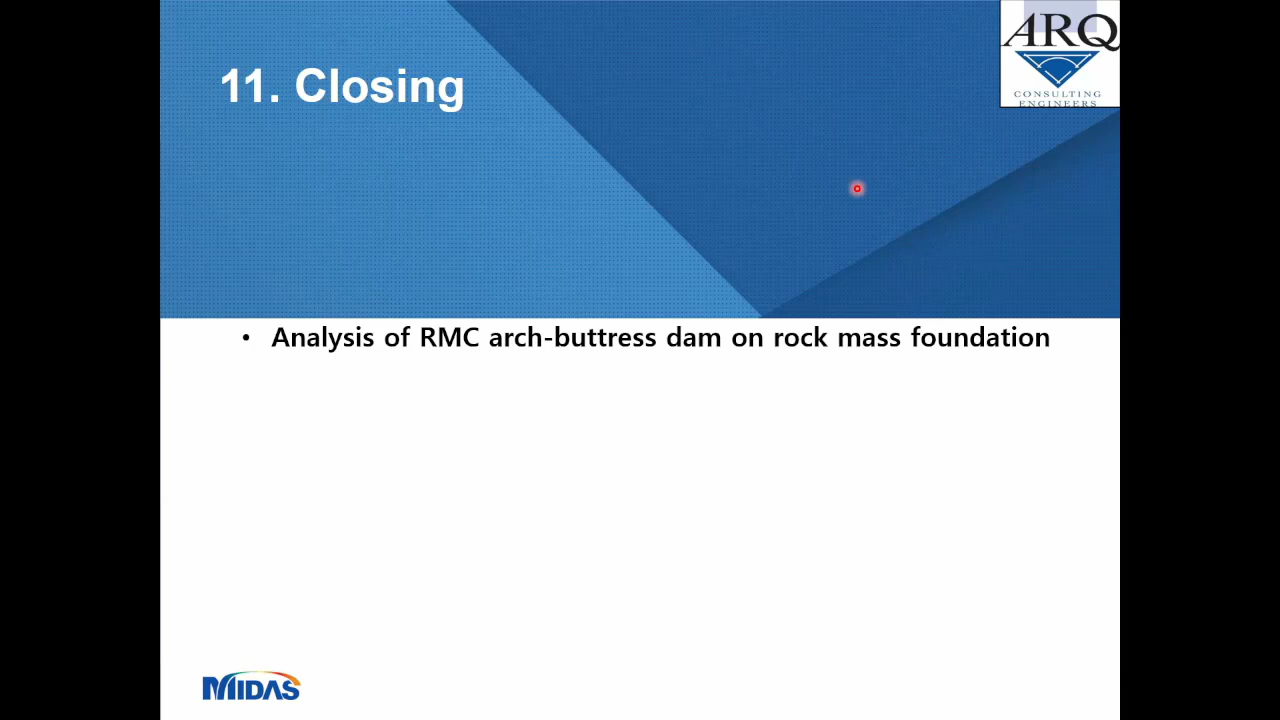 11. Closing
ARQ
CONSULTING
ENGINEERS
• Analysis of RMC arch-buttress dam on rock mass foundation
MIDAS